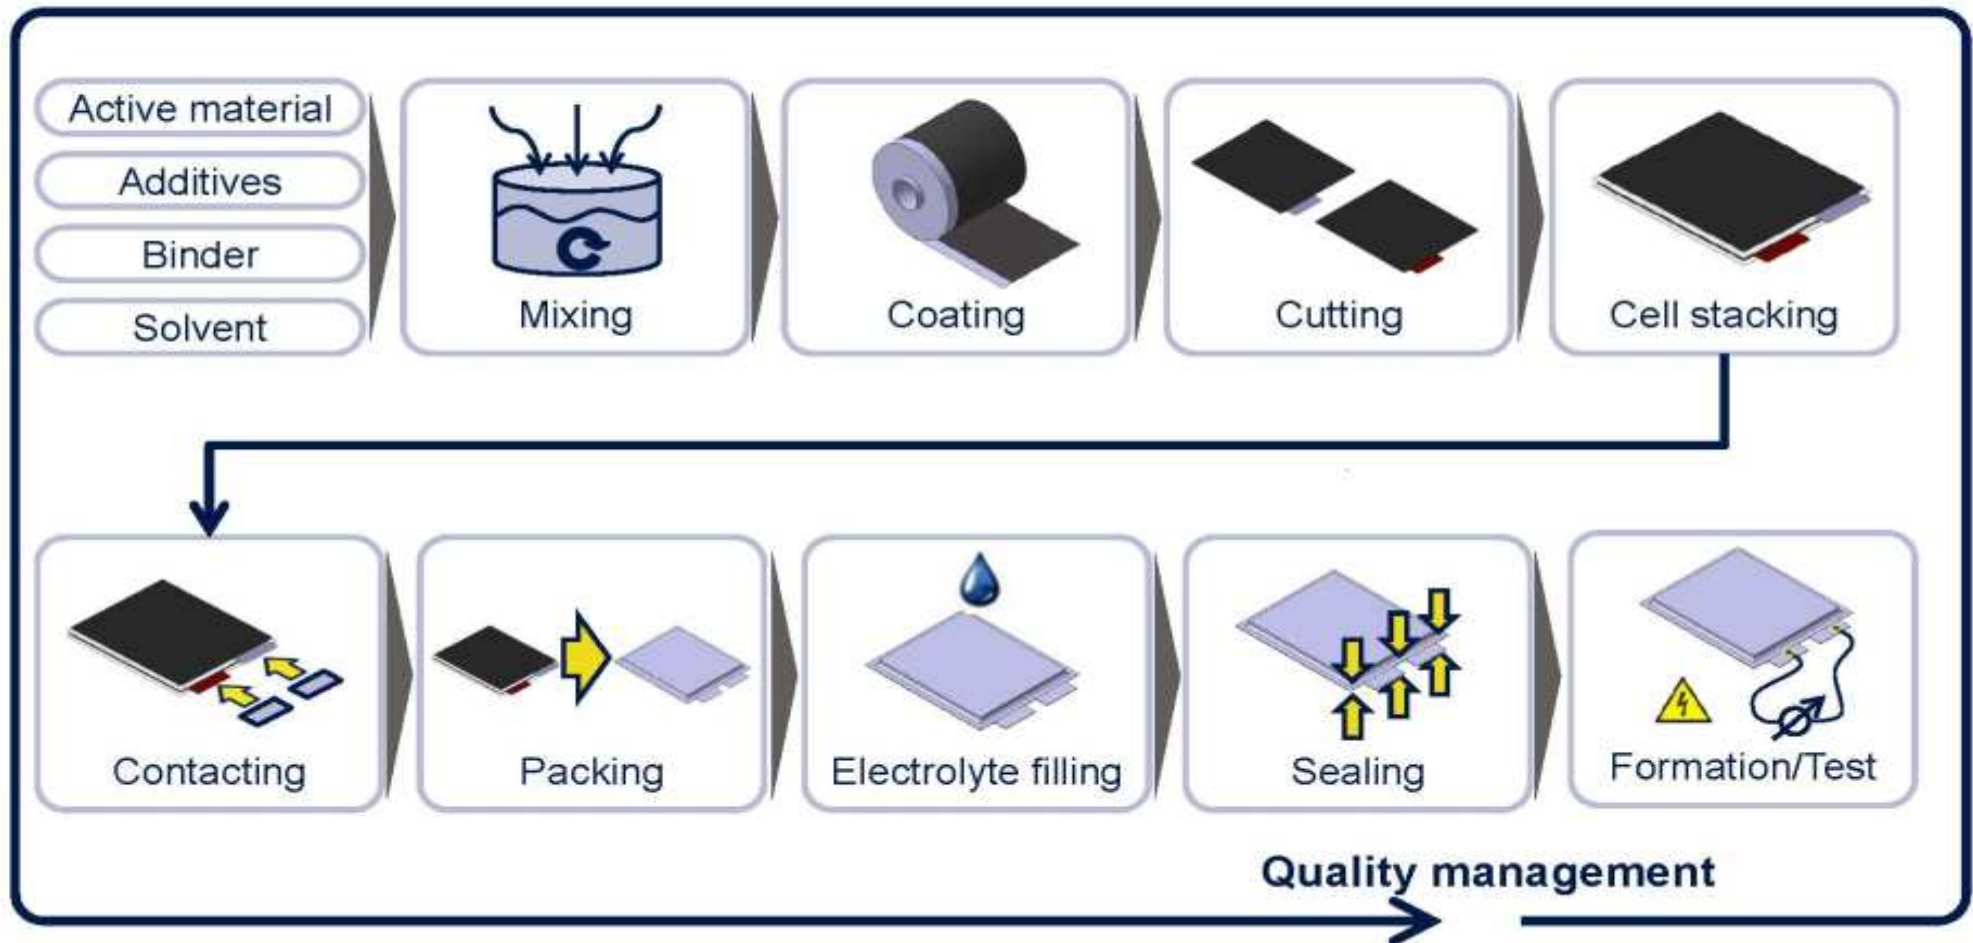 Active material
Additives
Binder
Solvent
Mixing
Coating
Cutting
Cell stacking
Contacting
Packing
Electrolyte filling
Sealing
Formation/Test
Quality management